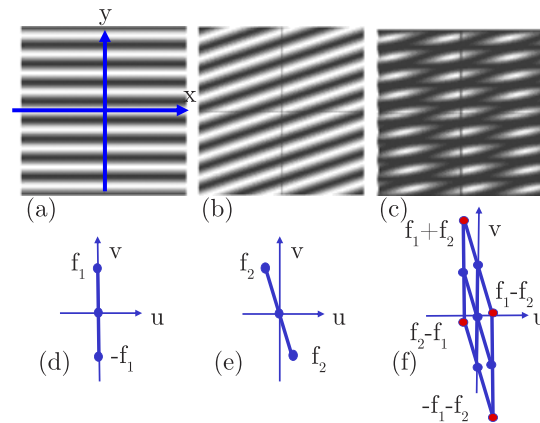 y
x
(a)
(b)
(c)
v
f₁
u
-f₁
(d)
f₂
u
f₂
(e)
v
f₁+f₂
f₁-f₂
u
f₂-f₁
-f₁-f₂
(f)